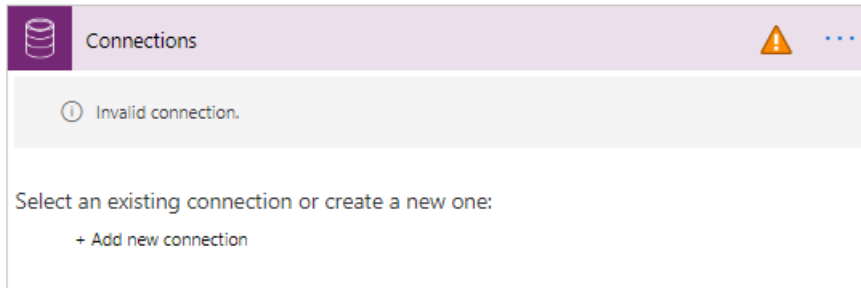 Connections
Invalid connection.
Select an existing connection or create a new one:
+ Add new connection